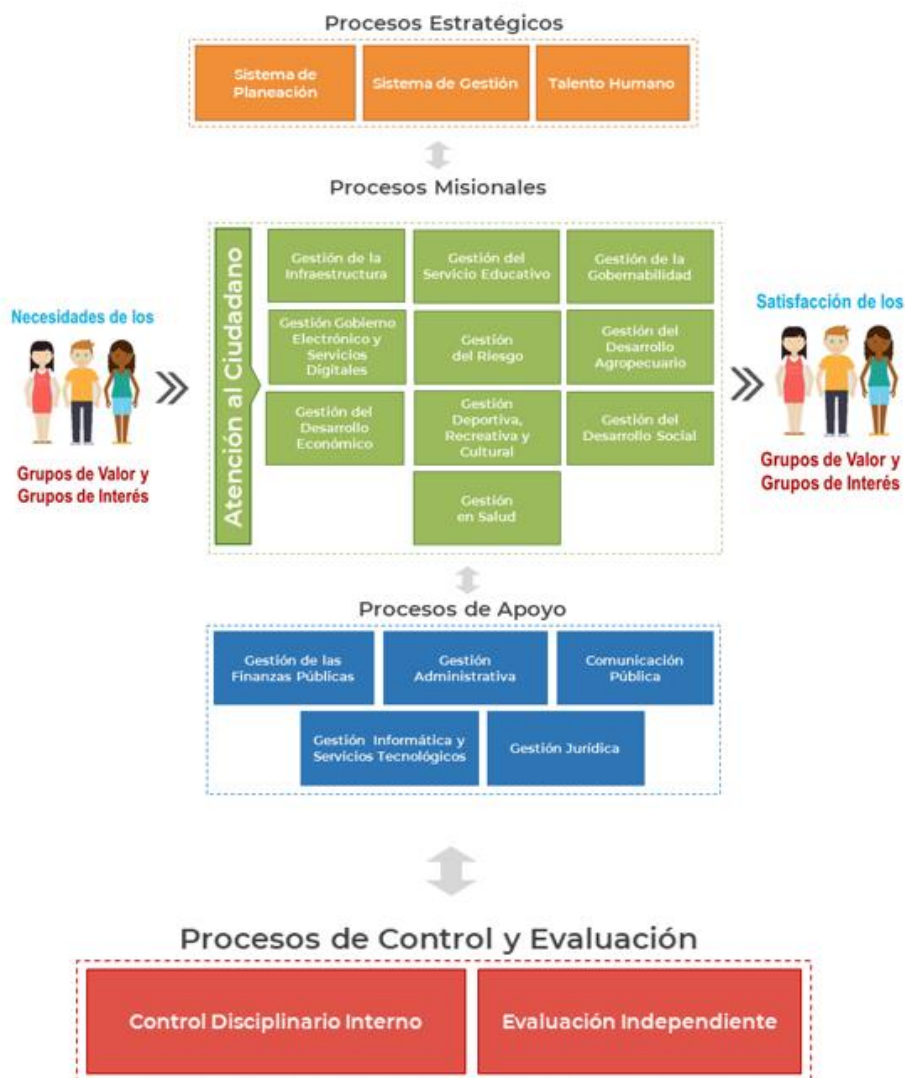 Procesos Estratégicos
Sistema de
Planeación
Sistema de Gestión
Talento Humano
Procesos Misionales
Necesidades de los
Grupos de Valor y
Grupos de Interés
Atención al Ciudadano
Gestión de la
Infraestructura
Gestión del
Servicio Educativo
Gestión de la
Gobernabilidad
Gestión Gobierno
Electrónico y
Servicios
Digitales
Gestión
del Riesgo
Gestión del
Desarrollo
Agropecuario
Gestión del
Desarrollo
Económico
Gestión
Deportiva,
Recreativa y
Cultural
Gestión del
Desarrollo Social
Gestión
en Salud
Satisfacción de los
Grupos de Valor y
Grupos de Interés
Procesos de Apoyo
Gestión de las
Finanzas Públicas
Gestión
Administrativa
Comunicación
Pública
Gestión Informática y
Servicios Tecnológicos
Gestión Jurídica
Procesos de Control y Evaluación
Control Disciplinario Interno
Evaluación Independiente